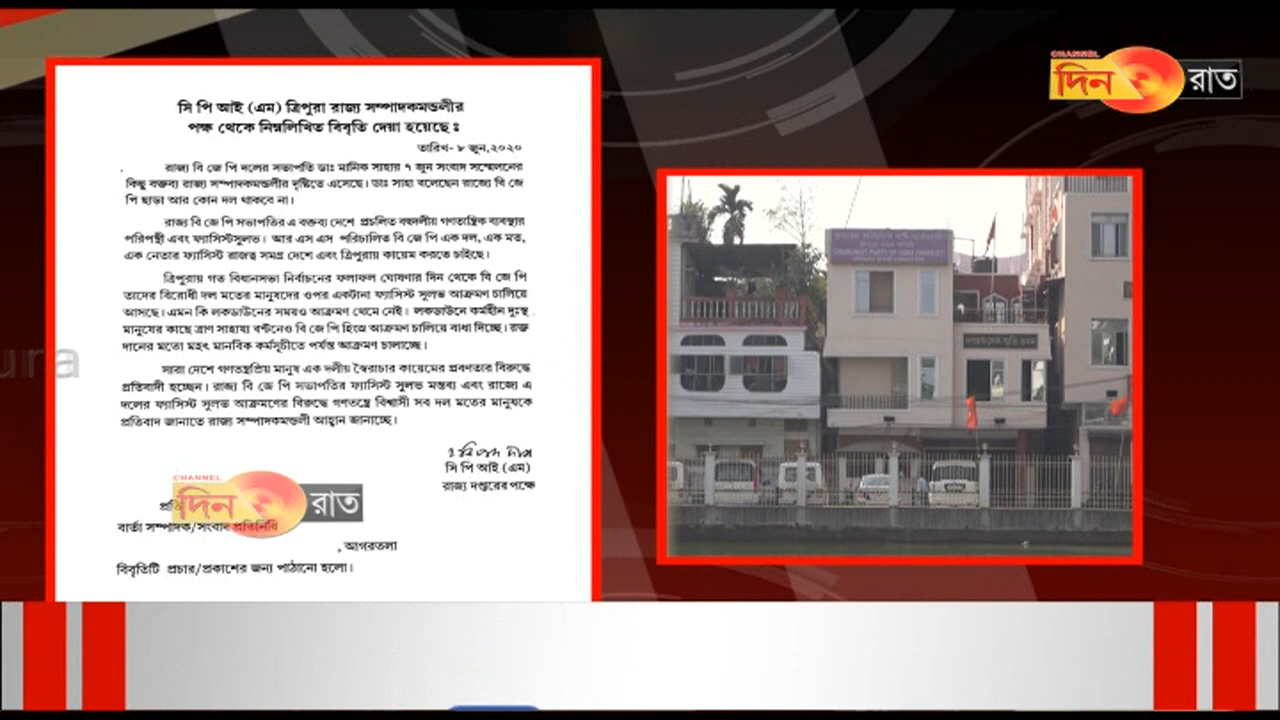 সি পি আই (এম) ত্রিপুরা রাজ্য সম্পাদকমন্ডলীর
পক্ষ থেকে নিম্নলিখিত বিবৃতি দেয়া হয়েছে ঃ
তারিখ- ৮ জুন,২০২০
রাজ্য বি জে পি দলের সভাপতি ডাঃ মানিক সাহার ৭ জুন সংবাদ সম্মেলনের
কিছু বক্তব্য রাজ্য সম্পাদকমন্ডলীর দৃষ্টিতে এসেছে। ডাঃ সাহা বলেছেন রাজ্যে বি জে
পি ছাড়া আর কোন দল থাকবে না।
রাজ্য বি জে পি সভাপতির এ বক্তব্য দেশে প্রচলিত বহুদলীয় গণতান্ত্রিক ব্যবস্থার
পরিপন্থী এবং ফ্যাসিস্টসুলভ। আর এস এস পরিচালিত বি জে পি এক দল, এক মত,
এক নেতার ফ্যাসিস্ট রাজত্ব সমগ্র দেশে এবং ত্রিপুরায় কায়েম করতে চাইছে।
ত্রিপুরায় গত বিধানসভা নির্বাচনের ফলাফল ঘোষণার দিন থেকে বি জে পি
তাদের বিরোধী দল মতের মানুষদের ওপর একটানা ফ্যাসিস্ট সুলভ আক্রমণ চালিয়ে
আসছে। এমন কি লকডাউনের সময়ও আক্রমণ থেমে নেই। লকডাউনে কর্মহীন দুঃস্থ
মানুষের কাছে ত্রাণ সাহায্য বণ্টনেও বি জে পি হিংস্র আক্রমণ চালিয়ে বাধা দিচ্ছে। রক্ত
দানের মতো মহৎ মানবিক কর্মসূচীতে পর্যন্ত আক্রমণ চালাচ্ছে।
সারা দেশে গণতন্ত্রপ্রিয় মানুষ এক দলীয় স্বৈরাচার কায়েমের প্রবণতার বিরুদ্ধে
প্রতিবাদী হচ্ছেন। রাজ্য বি জে পি সভাপতির ফ্যাসিস্ট সুলভ মন্তব্য এবং রাজ্যে এ
দলের ফ্যাসিস্ট সুলভ আক্রমণের বিরুদ্ধে গণতন্ত্রে বিশ্বাসী সব দল মতের মানুষকে
প্রতিবাদ জানাতে রাজ্য সম্পাদকমন্ডলী আহ্বান জানাচ্ছে।
সি পি আই (এম)
রাজ্য দপ্তরের পক্ষে
বার্তা সম্পাদক/সংবাদ প্রতিনিধি
, আগরতলা
বিবৃতিটি প্রচার/প্রকাশের জন্য পাঠানো হলো।
CHANNEL
দিন রাত
CHANNEL
দিন রাত
COMMUNIST PARTY OF INDIA (MARXIST)
ura